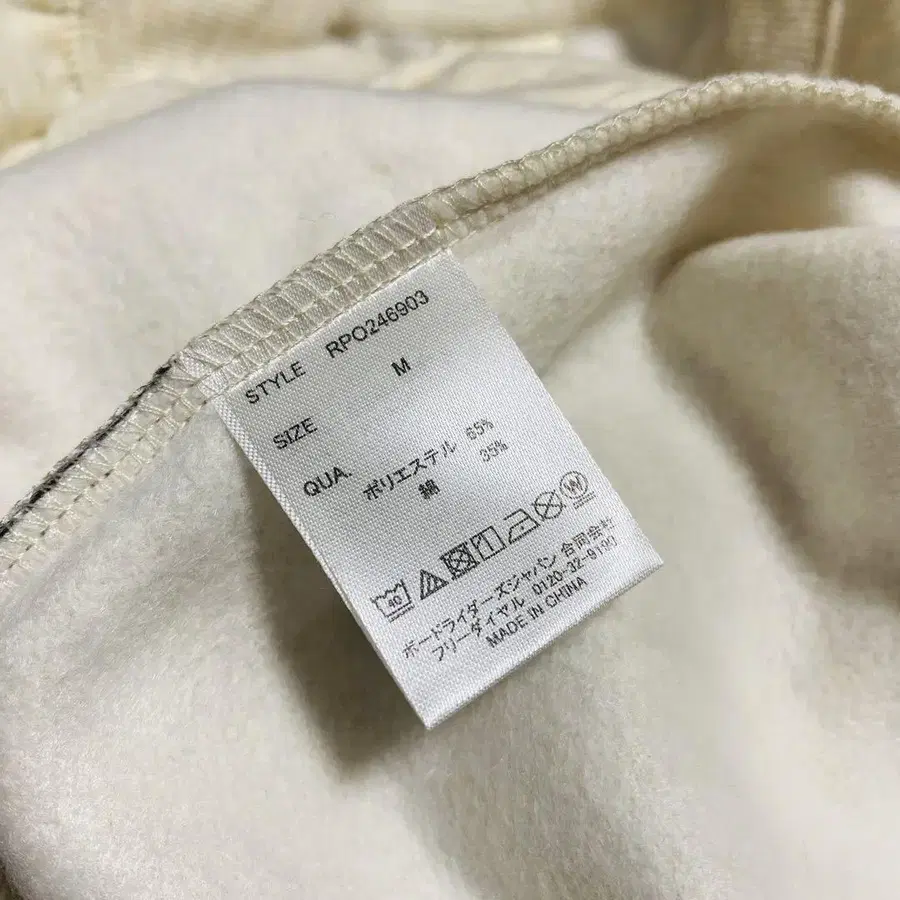 STYLE RPO246903
SIZE M
QUA. ポリエステル 65%
綿 35%
40
ボードライダーズジャパン 合同会社
フリーダイヤル 0120-32-9190
MADE IN CHINA